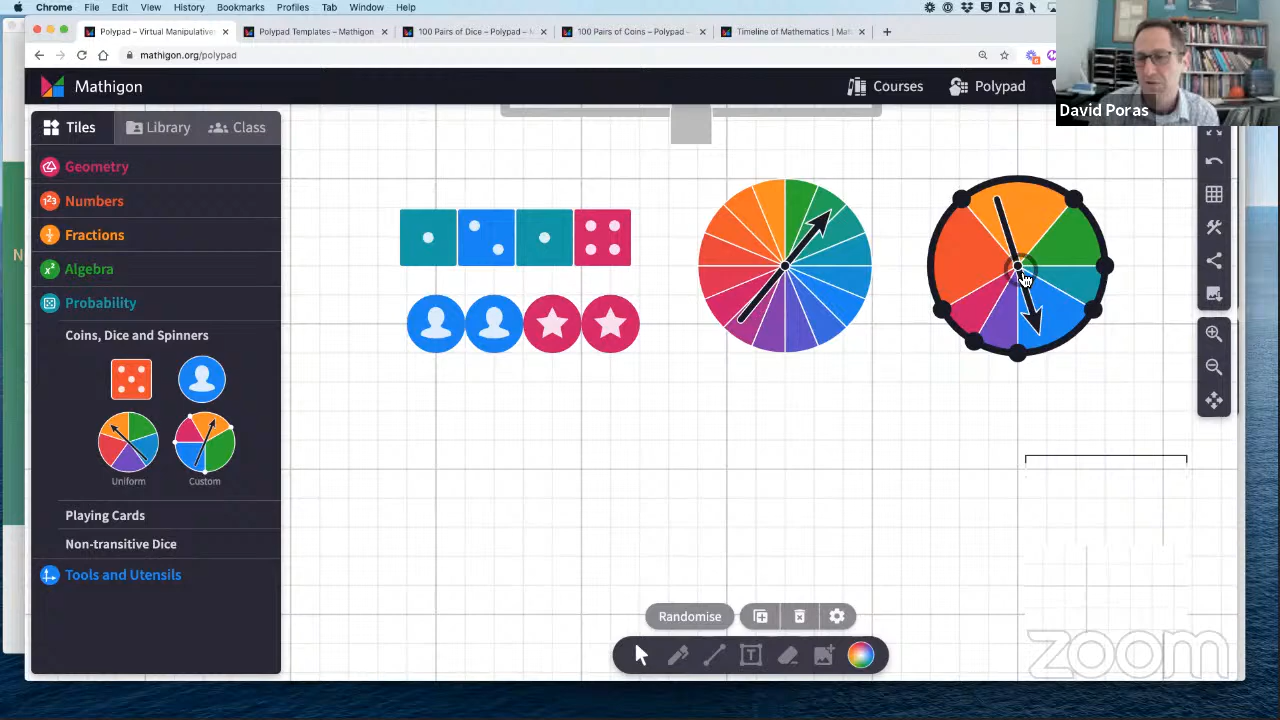 Chrome File Edit View History Bookmarks Profiles Tab Window Help
Polypad – Virtual Manipulative
Polypad Templates – Mathigon
100 Pairs of Dice – Polypad –
100 Pairs of Coins – Polypad –
Timeline of Mathematics | Mat
mathigon.org/polypad
Mathigon
Courses
Polypad
David Poras
Tiles
Library
Class
Geometry
Numbers
Fractions
Algebra
Probability
Coins, Dice and Spinners
Uniform
Custom
Playing Cards
Non-transitive Dice
Tools and Utensils
N
Randomise
T
zoom